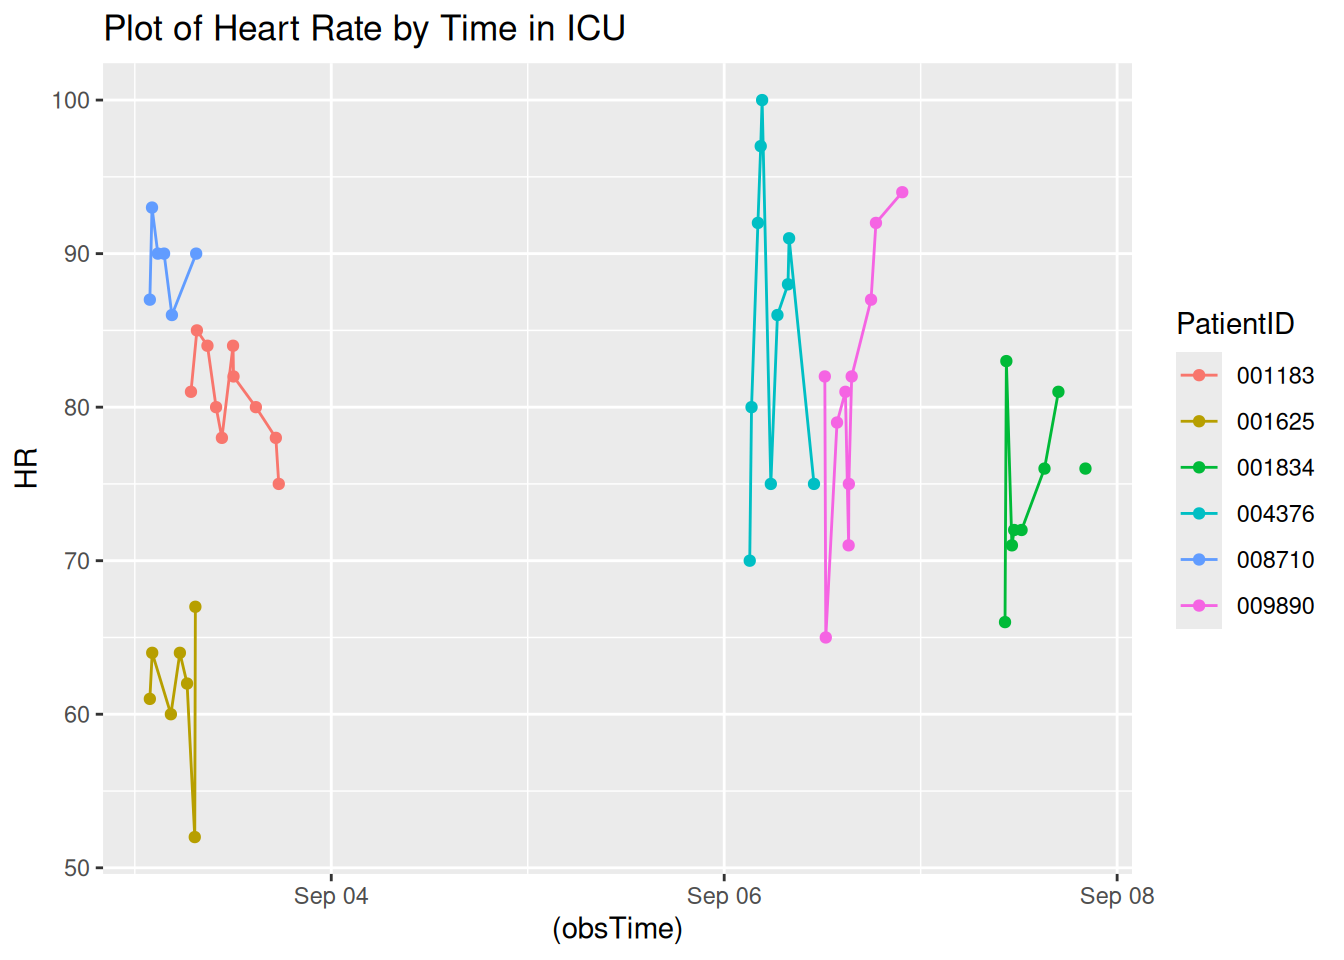 Plot of Heart Rate by Time in ICU
100
90
80
70
60
50
HR
Sep 04
Sep 06
Sep 08
(obsTime)
PatientID
001183
001625
001834
004376
008710
009890